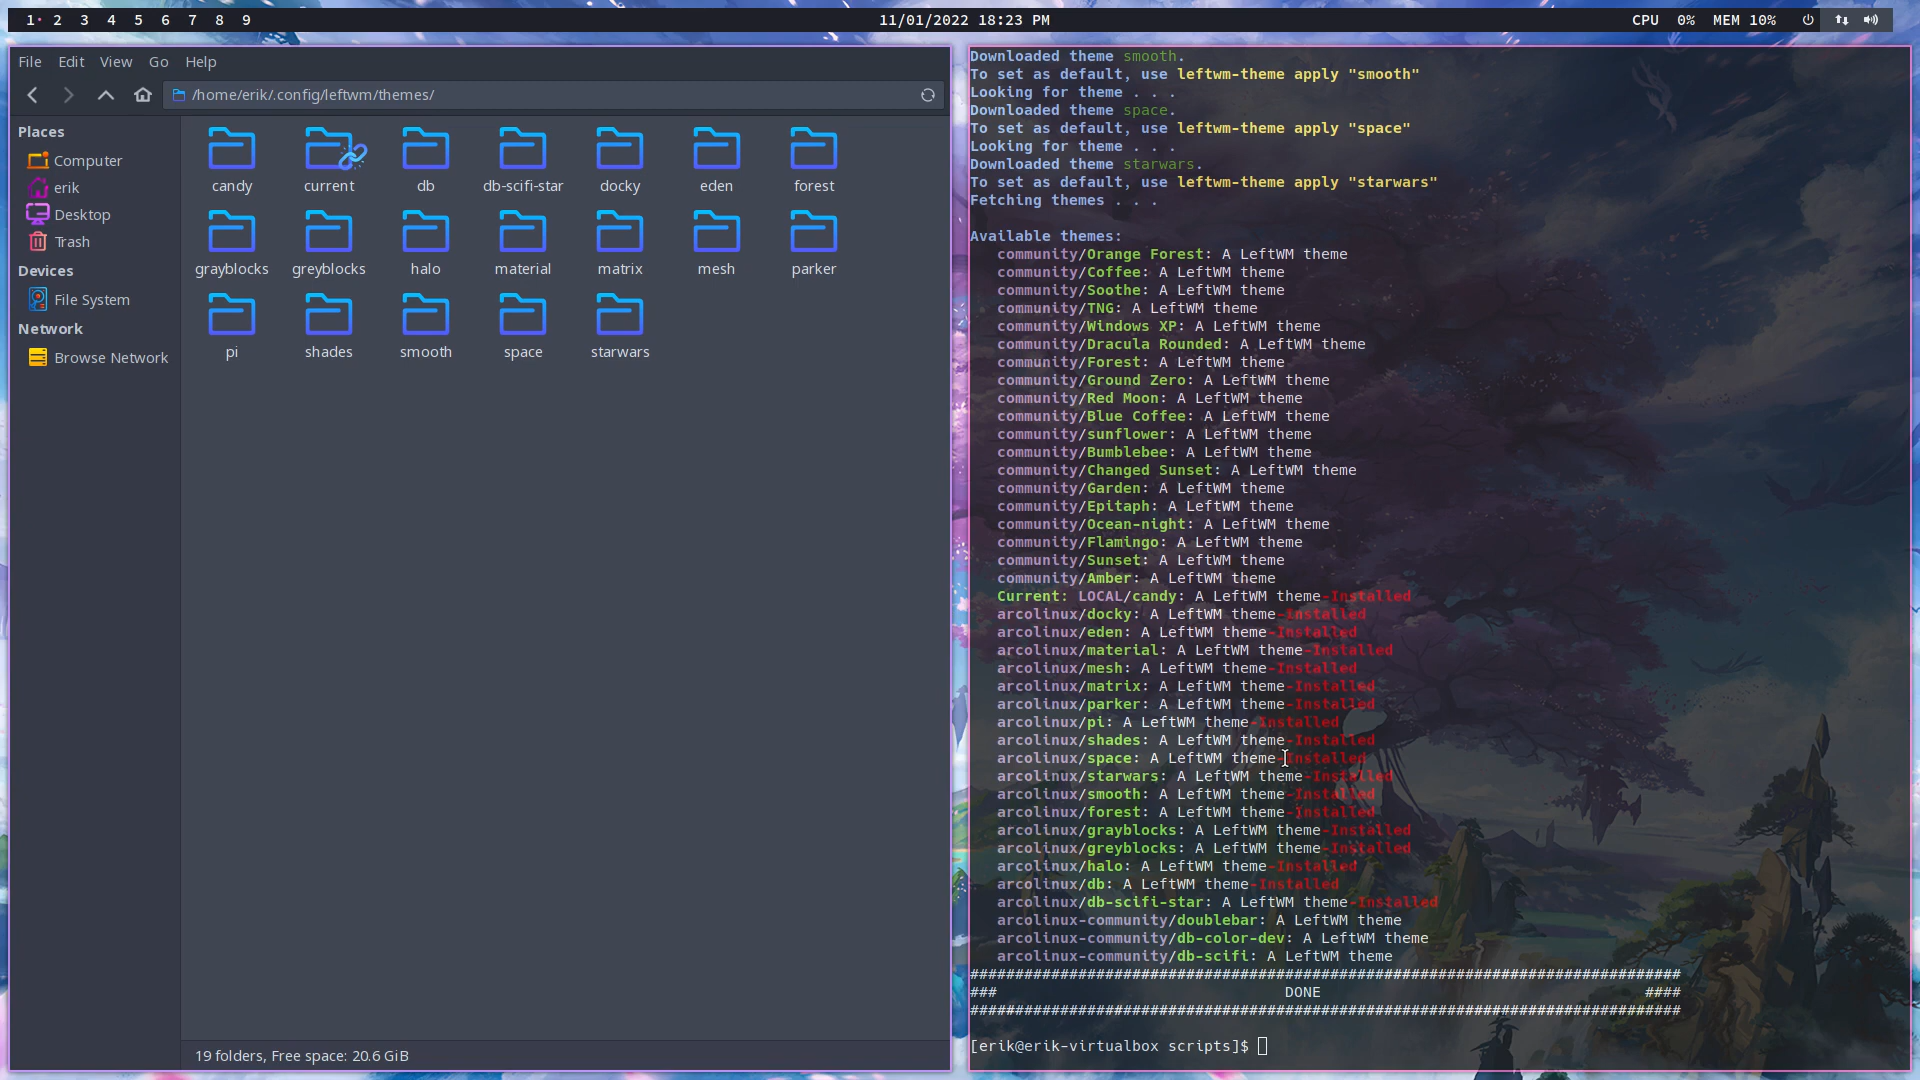 1 2 3 4 5 6 7 8 9
11/01/2022 18:23 PM
CPU 0% MEM 10%
File Edit View Go Help
/home/erik/.config/leftwm/themes/
Places
Computer
erik
Desktop
Trash
Devices
File System
Network
Browse Network
candy current db db-scifi-star docky eden forest
grayblocks greyblocks halo material matrix mesh parker
pi shades smooth space starwars
19 folders, Free space: 20.6 GiB
Downloaded theme smooth.
To set as default, use leftwm-theme apply "smooth"
Looking for theme . . .
Downloaded theme space.
To set as default, use leftwm-theme apply "space"
Looking for theme . . .
Downloaded theme starwars.
To set as default, use leftwm-theme apply "starwars"
Fetching themes . . .
Available themes:
community/Orange Forest: A LeftWM theme
community/Coffee: A LeftWM theme
community/Soothe: A LeftWM theme
community/TNG: A LeftWM theme
community/Windows XP: A LeftWM theme
community/Dracula Rounded: A LeftWM theme
community/Forest: A LeftWM theme
community/Ground Zero: A LeftWM theme
community/Red Moon: A LeftWM theme
community/Blue Coffee: A LeftWM theme
community/sunflower: A LeftWM theme
community/Bumblebee: A LeftWM theme
community/Changed Sunset: A LeftWM theme
community/Garden: A LeftWM theme
community/Epitaph: A LeftWM theme
community/Ocean-night: A LeftWM theme
community/Flamingo: A LeftWM theme
community/Sunset: A LeftWM theme
community/Amber: A LeftWM theme
Current: LOCAL/candy: A LeftWM theme-Installed
arcolinux/docky: A LeftWM theme-Installed
arcolinux/eden: A LeftWM theme-Installed
arcolinux/material: A LeftWM theme-Installed
arcolinux/mesh: A LeftWM theme-Installed
arcolinux/matrix: A LeftWM theme-Installed
arcolinux/parker: A LeftWM theme-Installed
arcolinux/pi: A LeftWM theme-Installed
arcolinux/shades: A LeftWM theme-Installed
arcolinux/space: A LeftWM theme-Installed
arcolinux/starwars: A LeftWM theme-Installed
arcolinux/smooth: A LeftWM theme-Installed
arcolinux/forest: A LeftWM theme-Installed
arcolinux/grayblocks: A LeftWM theme-Installed
arcolinux/greyblocks: A LeftWM theme-Installed
arcolinux/halo: A LeftWM theme-Installed
arcolinux/db: A LeftWM theme-Installed
arcolinux/db-scifi-star: A LeftWM theme-Installed
arcolinux-community/doublebar: A LeftWM theme
arcolinux-community/db-color-dev: A LeftWM theme
arcolinux-community/db-scifi: A LeftWM theme
###############################################################################
### DONE ####
###############################################################################
[erik@erik-virtualbox scripts]$